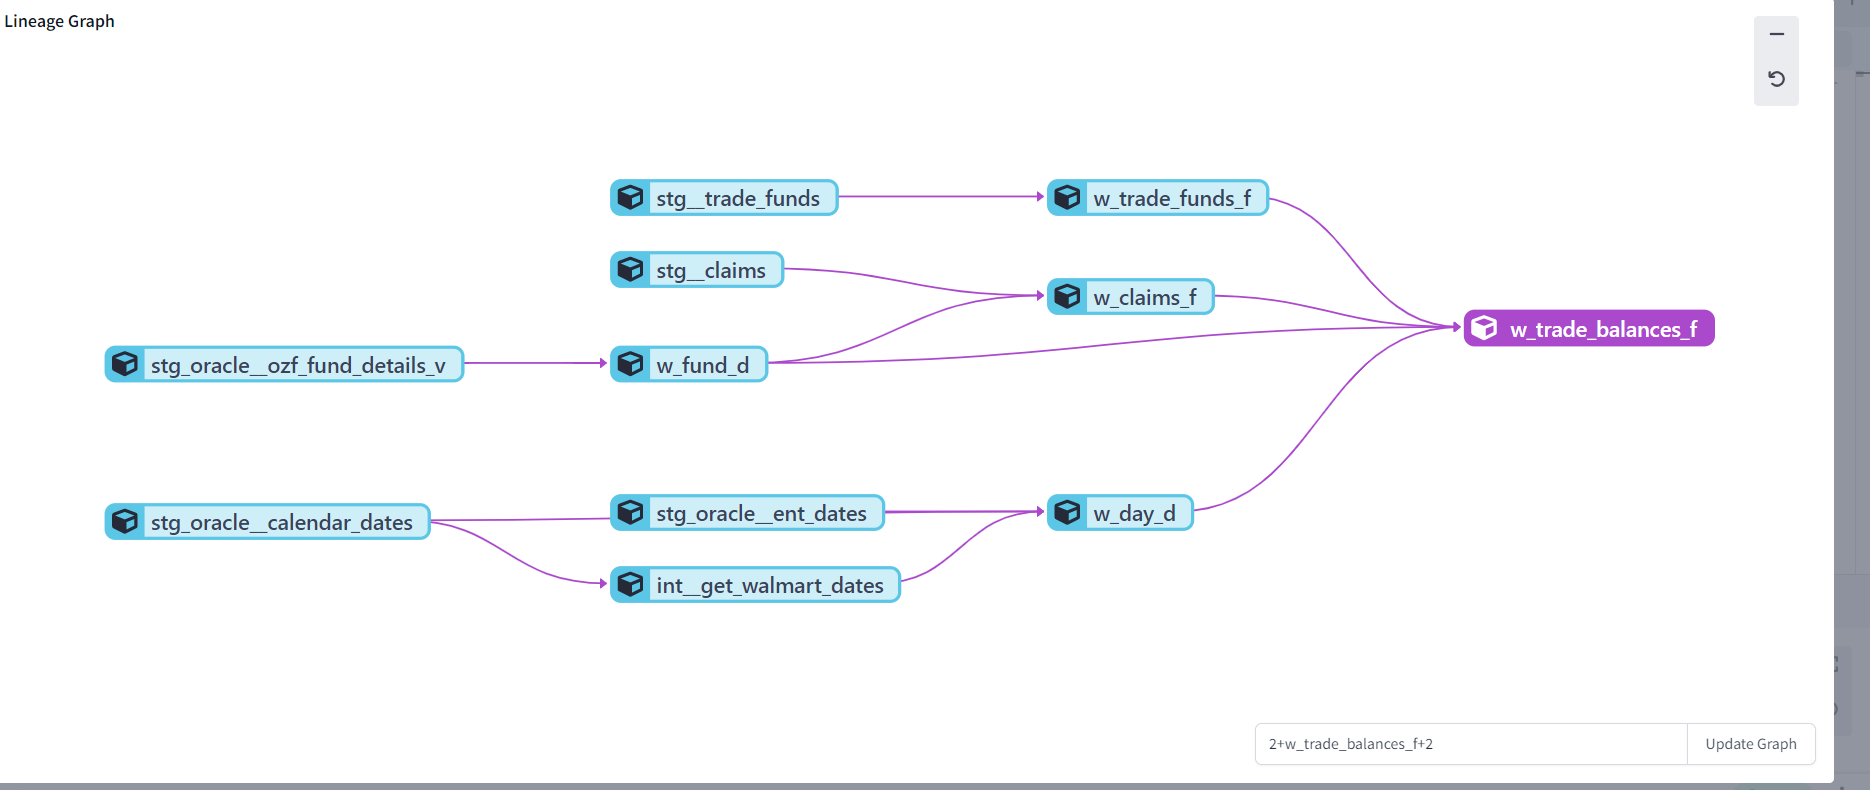 Lineage Graph
stg__trade_funds
w_trade_funds_f
stg__claims
w_claims_f
w_trade_balances_f
stg_oracle__ozf_fund_details_v
w_fund_d
stg_oracle__calendar_dates
stg_oracle__ent_dates
w_day_d
int__get_walmart_dates
2+w_trade_balances_f+2
Update Graph